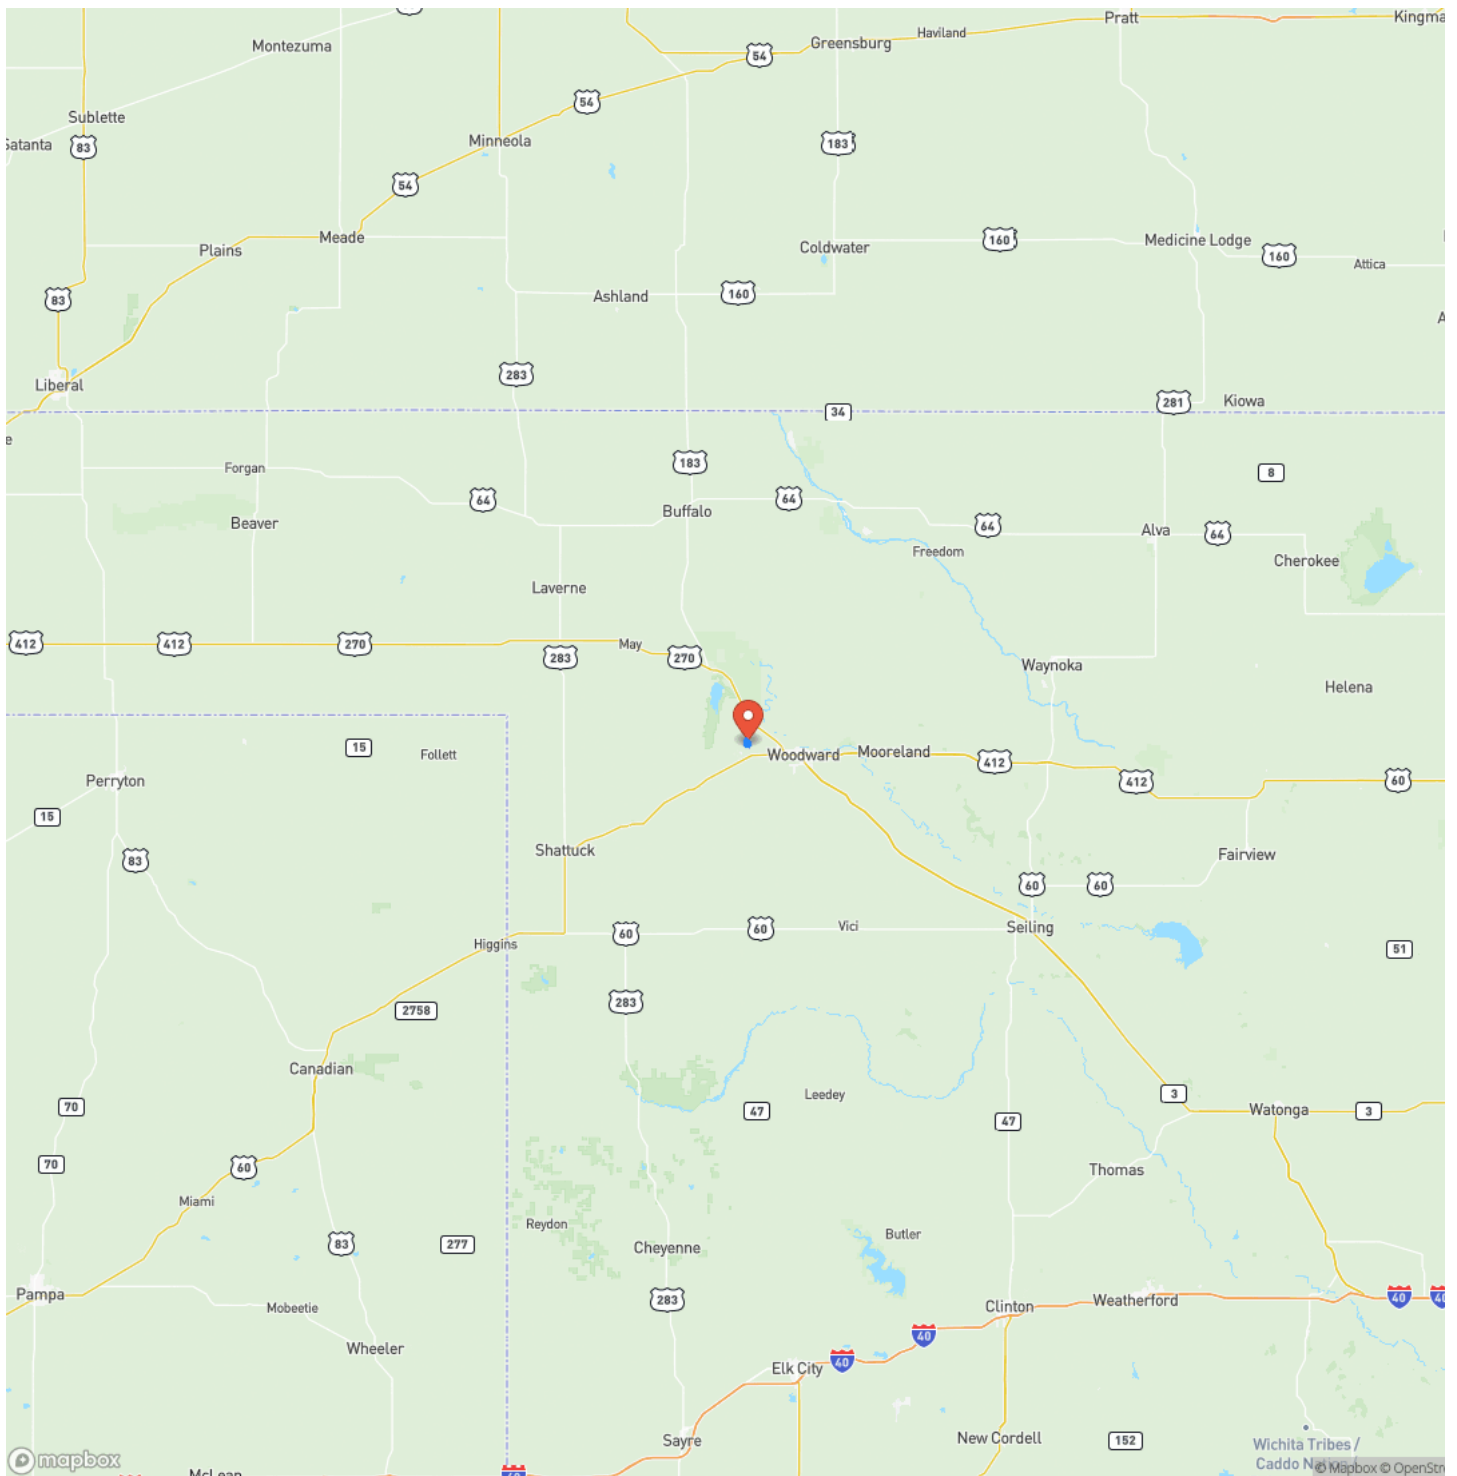 Pratt
Kingma
Montezuma
Greensburg
Haviland
54
54
Sublette
Satanta
83
Minneola
183
54
Plains
Meade
Coldwater
160
Medicine Lodge
160
Attica
83
Ashland
160
A
Liberal
283
34
281
Kiowa
e
Forgan
183
8
64
64
Beaver
Buffalo
64
Alva
64
Freedom
Cherokee
Laverne
412
412
270
May
283
270
Waynoka
Helena
15
Follett
Woodward
Mooreland
412
412
60
Perryton
15
83
Shattuck
Fairview
60
60
Higgins
60
60
Vici
Seiling
51
283
2758
Canadian
Leedey
70
47
47
3
Watonga
3
70
60
Thomas
Miami
83
277
Reydon
Cheyenne
Butler
Pampa
Mobeetie
283
Clinton
Weatherford
40
40
Wheeler
40
40
Elk City
Sayre
New Cordell
152
Wichita Tribes /
Caddo Nation /
mapbox
McLean
40
© Mapbox © OpenStre